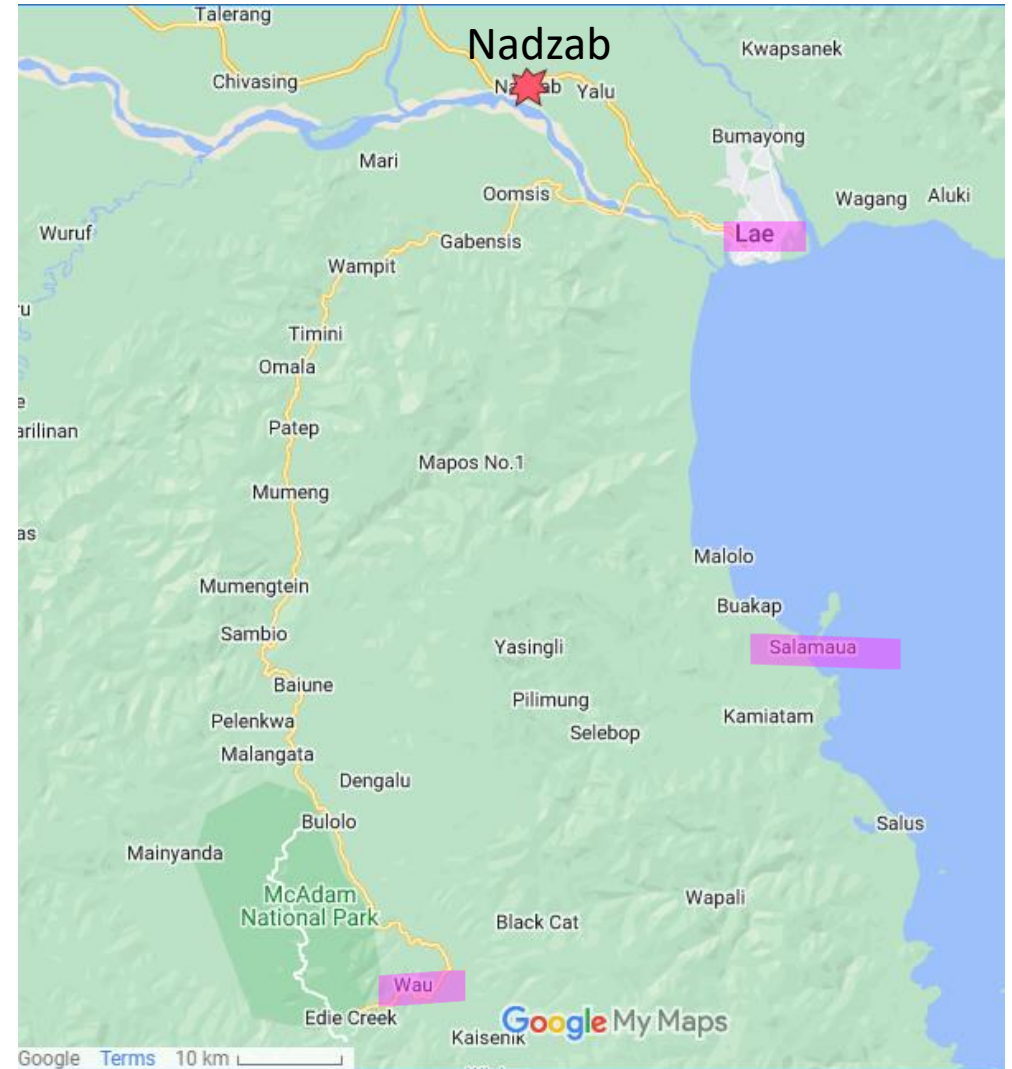 Talerang
Nadzab
Kwapsanek
Chivasing
Yalu
Bumayong
Mari
Oomsis
Wagang
Aluki
Wuruf
Gabensis
Lae
Wampit
Timini
Omala
arilinan
Patep
Mapos No.1
Mumeng
as
Malolo
Mumengtein
Buakap
Sambio
Yasingli
Salamaua
Baiune
Pilimung
Pelenkwa
Selebop
Kamiatam
Malangata
Dengalu
Bulolo
Salus
Mainyanda
McAdam
National Park
Wapali
Black Cat
Wau
Edie Creek
Google My Maps
Kaisenik
Google Terms 10 km